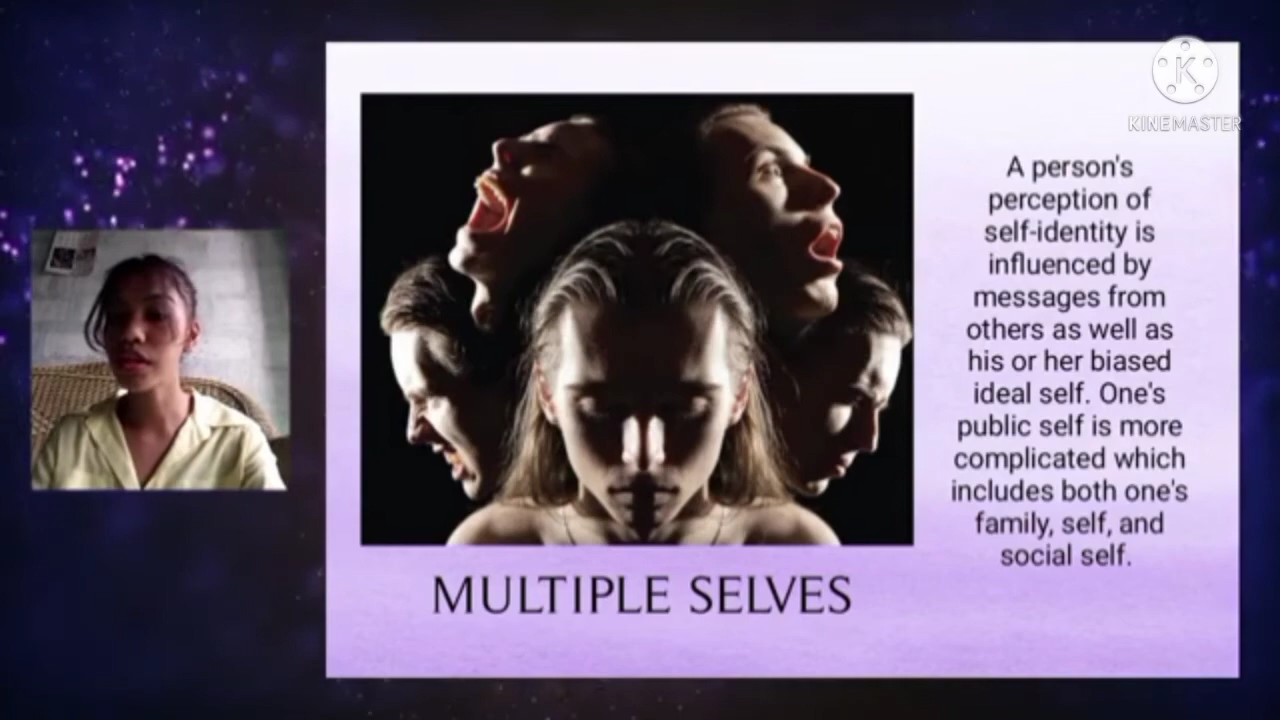 K
KINEMASTER
A person's
perception of
self-identity is
influenced by
messages from
others as well as
his or her biased
ideal self. One's
public self is more
complicated which
includes both one's
family, self, and
social self.
MULTIPLE SELVES